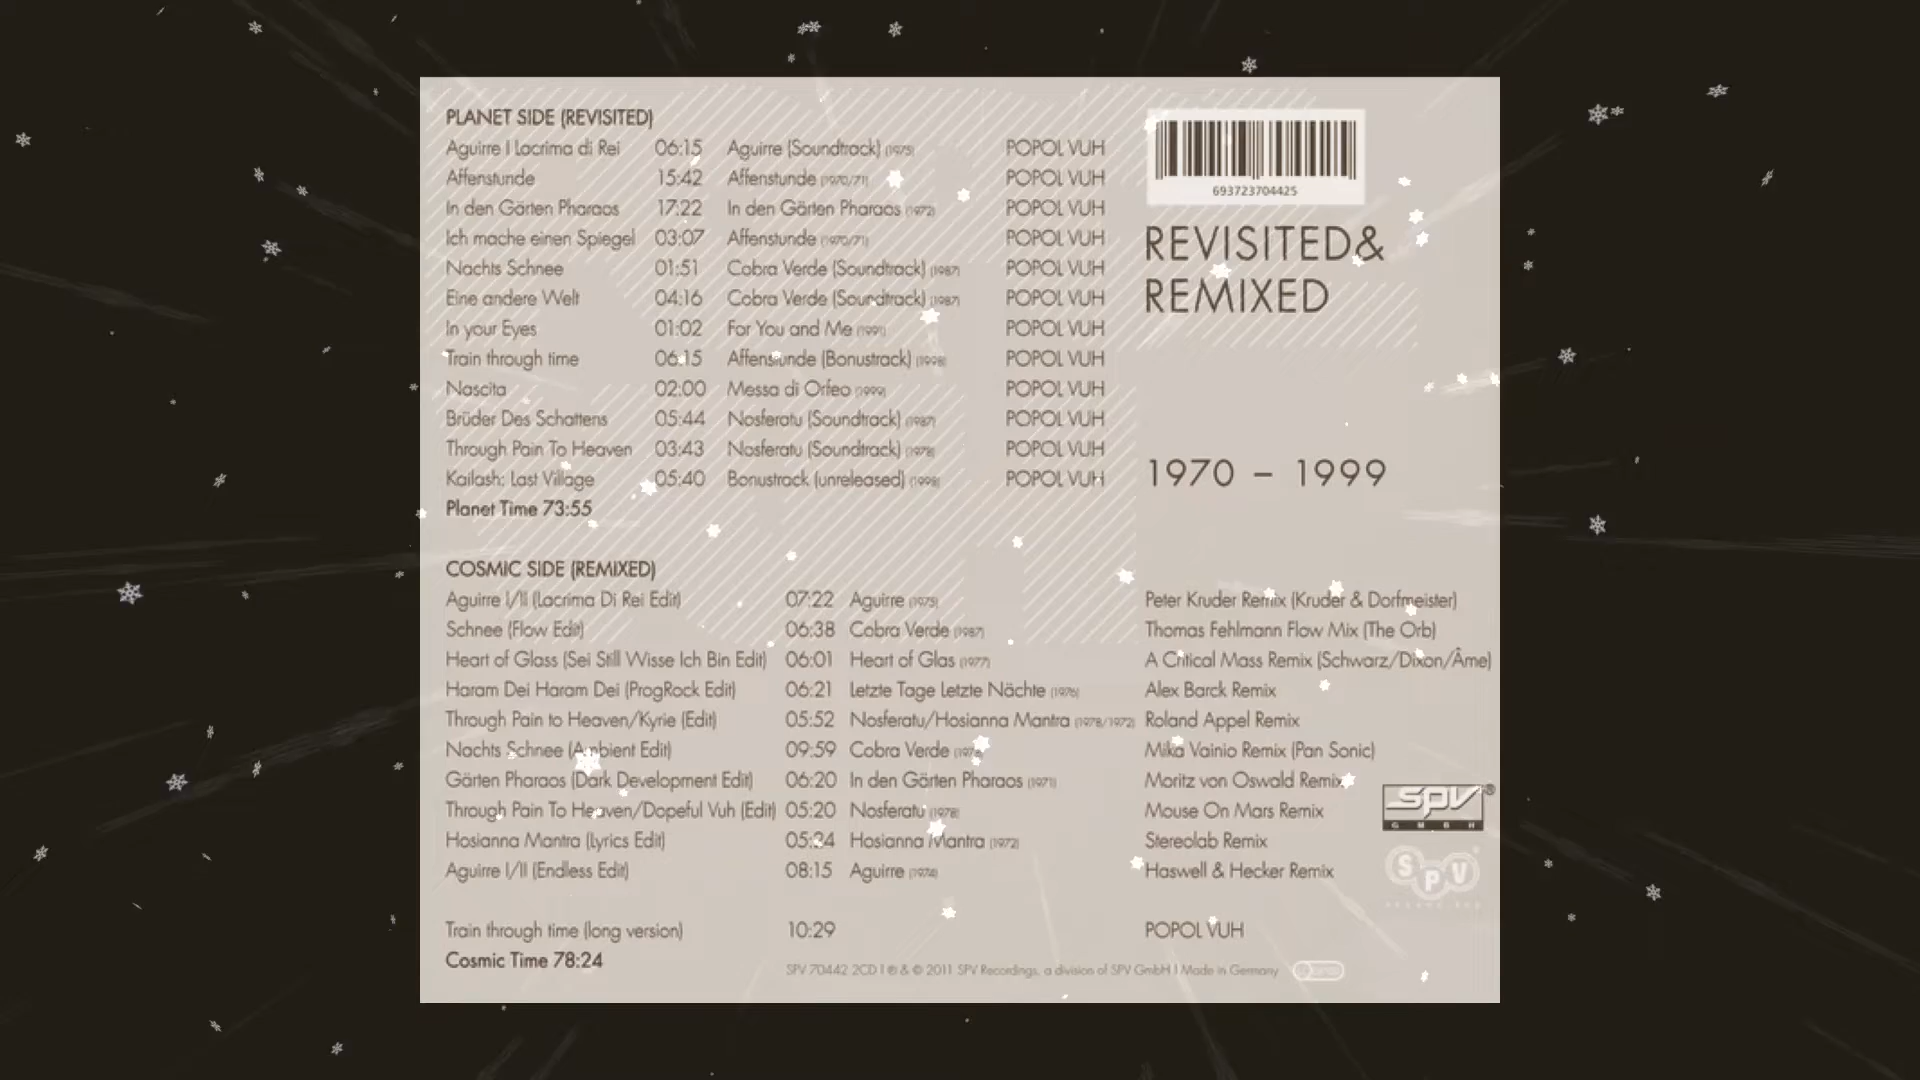 PLANET SIDE (REVISITED)
Aguirre I Lacrima di Rei 06:15 Aguirre (Soundtrack) (1975) POPOL VUH
Affenstunde 15:42 Affenstunde (1970/71) POPOL VUH
In den Gärten Pharaos 17:22 In den Gärten Pharaos (1972) POPOL VUH
Ich mache einen Spiegel 03:07 Affenstunde (1970/71) POPOL VUH
Nachts Schnee 01:51 Cobra Verde (Soundtrack) (1987) POPOL VUH
Eine andere Welt 04:16 Cobra Verde (Soundtrack) (1987) POPOL VUH
In your Eyes 01:02 For You and Me (1991) POPOL VUH
Train through time 06:15 Affenstunde (Bonustrack) (1998) POPOL VUH
Nascita 02:00 Messa di Orfeo (1999) POPOL VUH
Brüder Des Schattens 05:44 Nosferatu (Soundtrack) (1987) POPOL VUH
Through Pain To Heaven 03:43 Nosferatu (Soundtrack) (1978) POPOL VUH
Kailash: Last Village 05:40 Bonustrack (unreleased) (1998) POPOL VUH
Planet Time 73:55
693723704425
REVISITED&
REMIXED
1970 – 1999
COSMIC SIDE (REMIXED)
Aguirre I/II (Lacrima Di Rei Edit) 07:22 Aguirre (1975) Peter Kruder Remix (Kruder & Dorfmeister)
Schnee (Flow Edit) 06:38 Cobra Verde (1987) Thomas Fehlmann Flow Mix (The Orb)
Heart of Glass (Sei Still Wisse Ich Bin Edit) 06:01 Heart of Glas (1977) A Critical Mass Remix (Schwarz/Dixon/Âme)
Haram Dei Haram Dei (ProgRock Edit) 06:21 Letzte Tage Letzte Nächte (1976) Alex Barck Remix
Through Pain to Heaven/Kyrie (Edit) 05:52 Nosferatu/Hosianna Mantra (1978/1972) Roland Appel Remix
Nachts Schnee (Ambient Edit) 09:59 Cobra Verde Mika Vainio Remix (Pan Sonic)
Gärten Pharaos (Dark Development Edit) 06:20 In den Gärten Pharaos (1971) Moritz von Oswald Remix
Through Pain To Heaven/Dopeful Vuh (Edit) 05:20 Nosferatu (1978) Mouse On Mars Remix
Hosianna Mantra (Lyrics Edit) 05:24 Hosianna Mantra (1972) Stereolab Remix
Aguirre I/II (Endless Edit) 08:15 Aguirre (1974) Haswell & Hecker Remix
SPV®
GMBH
SPV
Train through time (long version) 10:29 POPOL VUH
Cosmic Time 78:24
SPV 70442 2CD I ℗ & © 2011 SPV Recordings, a division of SPV GmbH I Made in Germany